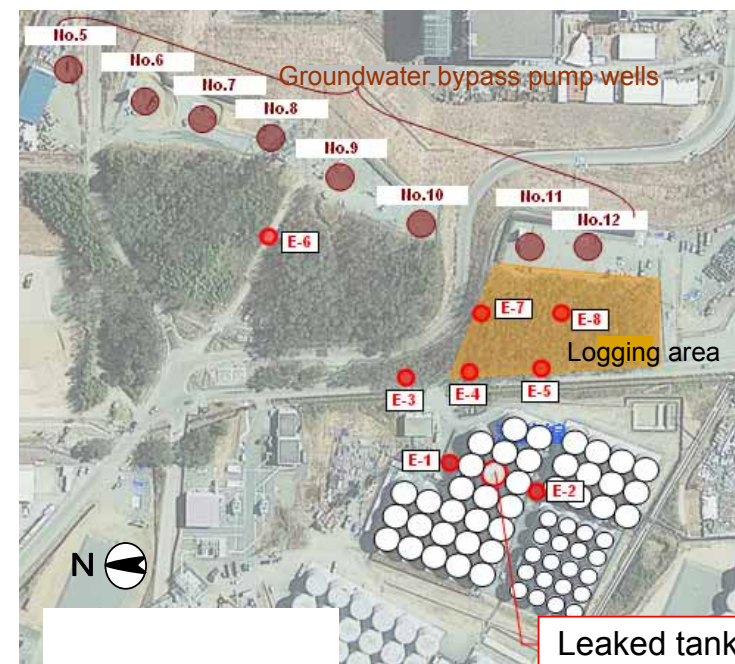 No.5
No.6
No.7
Groundwater bypass pump wells
No.8
No.9
No.10
No.11
No.12
E-6
E-7
E-8
Logging area
E-3
E-4
E-5
E-1
E-2
N
Leaked tank